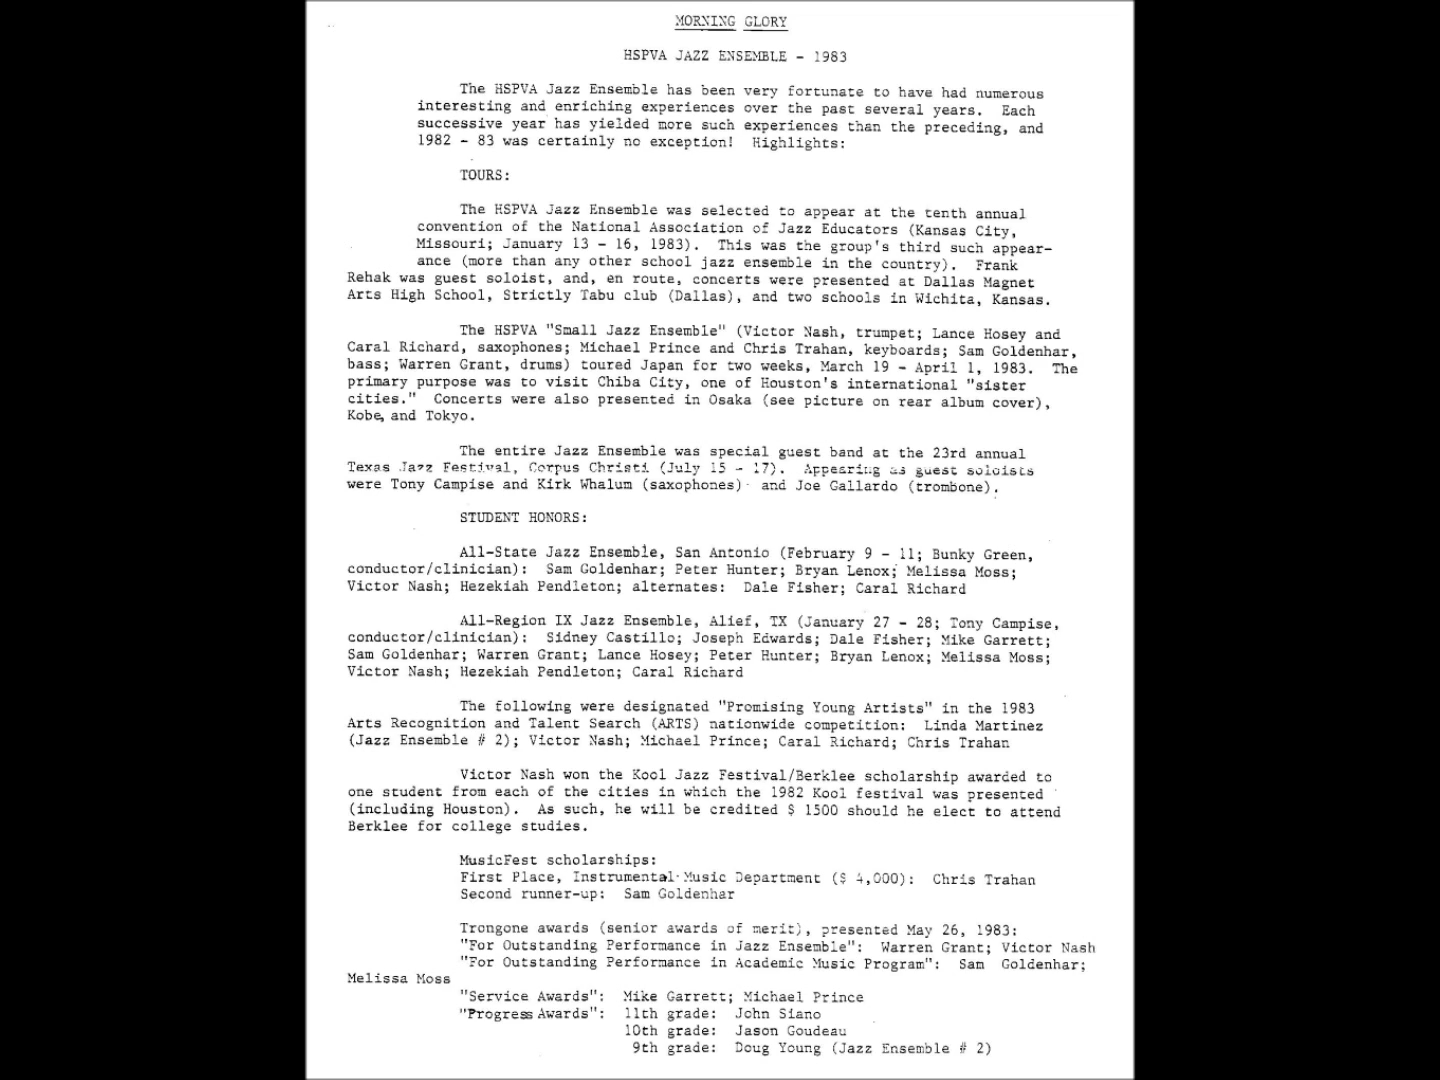 MORNING GLORY
HSPVA JAZZ ENSEMBLE - 1983
The HSPVA Jazz Ensemble has been very fortunate to have had numerous
interesting and enriching experiences over the past several years. Each
successive year has yielded more such experiences than the preceding, and
1982 - 83 was certainly no exception! Highlights:
TOURS:
The HSPVA Jazz Ensemble was selected to appear at the tenth annual
convention of the National Association of Jazz Educators (Kansas City,
Missouri; January 13 - 16, 1983). This was the group's third such appear-
ance (more than any other school jazz ensemble in the country). Frank
Rehak was guest soloist, and, en route, concerts were presented at Dallas Magnet
Arts High School, Strictly Tabu club (Dallas), and two schools in Wichita, Kansas.
The HSPVA "Small Jazz Ensemble" (Victor Nash, trumpet; Lance Hosey and
Caral Richard, saxophones; Michael Prince and Chris Trahan, keyboards; Sam Goldenhar,
bass; Warren Grant, drums) toured Japan for two weeks, March 19 - April 1, 1983. The
primary purpose was to visit Chiba City, one of Houston's international "sister
cities." Concerts were also presented in Osaka (see picture on rear album cover),
Kobe, and Tokyo.
The entire Jazz Ensemble was special guest band at the 23rd annual
Texas Jazz Festival, Corpus Christi (July 15 - 17). Appearing as guest soloists
were Tony Campise and Kirk Whalum (saxophones) and Joe Gallardo (trombone).
STUDENT HONORS:
All-State Jazz Ensemble, San Antonio (February 9 - 11; Bunky Green,
conductor/clinician): Sam Goldenhar; Peter Hunter; Bryan Lenox; Melissa Moss;
Victor Nash; Hezekiah Pendleton; alternates: Dale Fisher; Caral Richard
All-Region IX Jazz Ensemble, Alief, TX (January 27 - 28; Tony Campise,
conductor/clinician): Sidney Castillo; Joseph Edwards; Dale Fisher; Mike Garrett;
Sam Goldenhar; Warren Grant; Lance Hosey; Peter Hunter; Bryan Lenox; Melissa Moss;
Victor Nash; Hezekiah Pendleton; Caral Richard
The following were designated "Promising Young Artists" in the 1983
Arts Recognition and Talent Search (ARTS) nationwide competition: Linda Martinez
(Jazz Ensemble # 2); Victor Nash; Michael Prince; Caral Richard; Chris Trahan
Victor Nash won the Kool Jazz Festival/Berklee scholarship awarded to
one student from each of the cities in which the 1982 Kool festival was presented
(including Houston). As such, he will be credited $ 1500 should he elect to attend
Berklee for college studies.
MusicFest scholarships:
First Place, Instrumental Music Department ($ 4,000): Chris Trahan
Second runner-up: Sam Goldenhar
Trongone awards (senior awards of merit), presented May 26, 1983:
"For Outstanding Performance in Jazz Ensemble": Warren Grant; Victor Nash
"For Outstanding Performance in Academic Music Program": Sam Goldenhar;
Melissa Moss
"Service Awards": Mike Garrett; Michael Prince
"Progress Awards": 11th grade: John Siano
10th grade: Jason Goudeau
9th grade: Doug Young (Jazz Ensemble # 2)